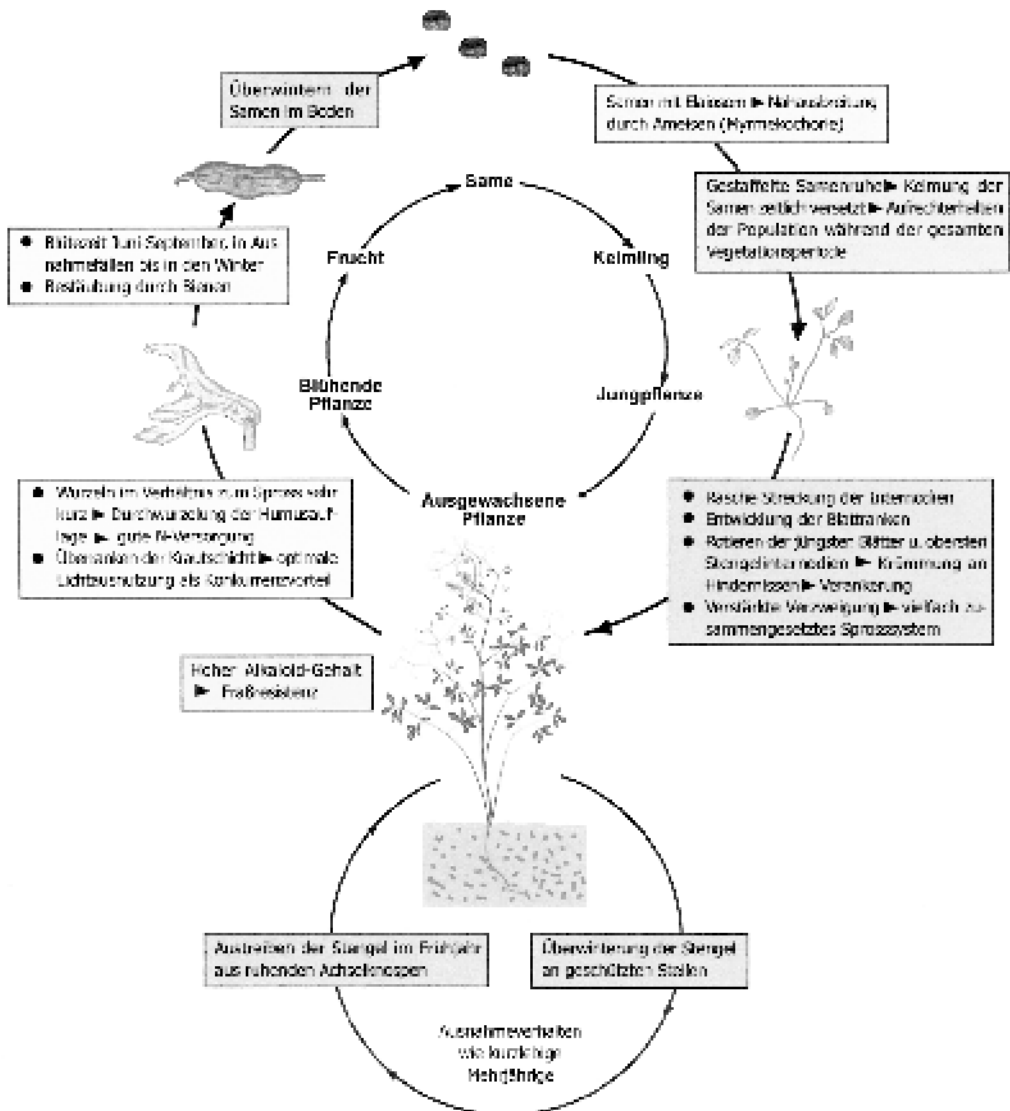 Überwintern der
Samen im Boden
Samen mit Elaiosom ► Nahausbreitung
durch Ameisen (Myrmekochorie)
Same
Gestaffelte Samenruhe ► Keimung der
Samen zeitlich versetzt ► Aufrechterhalten
der Population während der gesamten
Vegetationsperiode
● Blütezeit Juni September, in Aus
nahmefällen bis in den Winter
● Bestäubung durch Bienen
Frucht
Keimling
Blühende
Pflanze
Jungpflanze
Ausgewachsene
Pflanze
● Wurzeln im Verhältnis zum Spross sehr
kurz ► Durchwurzelung der Humusauf-
lage ► gute N-Versorgung
● Überranken der Krautschicht ► optimale
Lichtausnutzung als Konkurrenzvorteil
● Rasche Streckung der Internodien
● Entwicklung der Blattranken
● Rotieren der jüngsten Blätter u. obersten
Stengelinternodien ► Krümmung an
Hindernissen ► Verankerung
● Verstärkte Verzweigung ► vielfach zu-
sammengesetztes Sprosssystem
Hoher Alkaloid-Gehalt
► Fraßresistenz
Austreiben der Stengel im Frühjahr
aus ruhenden Achselknospen
Überwinterung der Stengel
an geschützten Stellen
Ausnahmeverhalten
wie kurzlebige
Mehrjährige